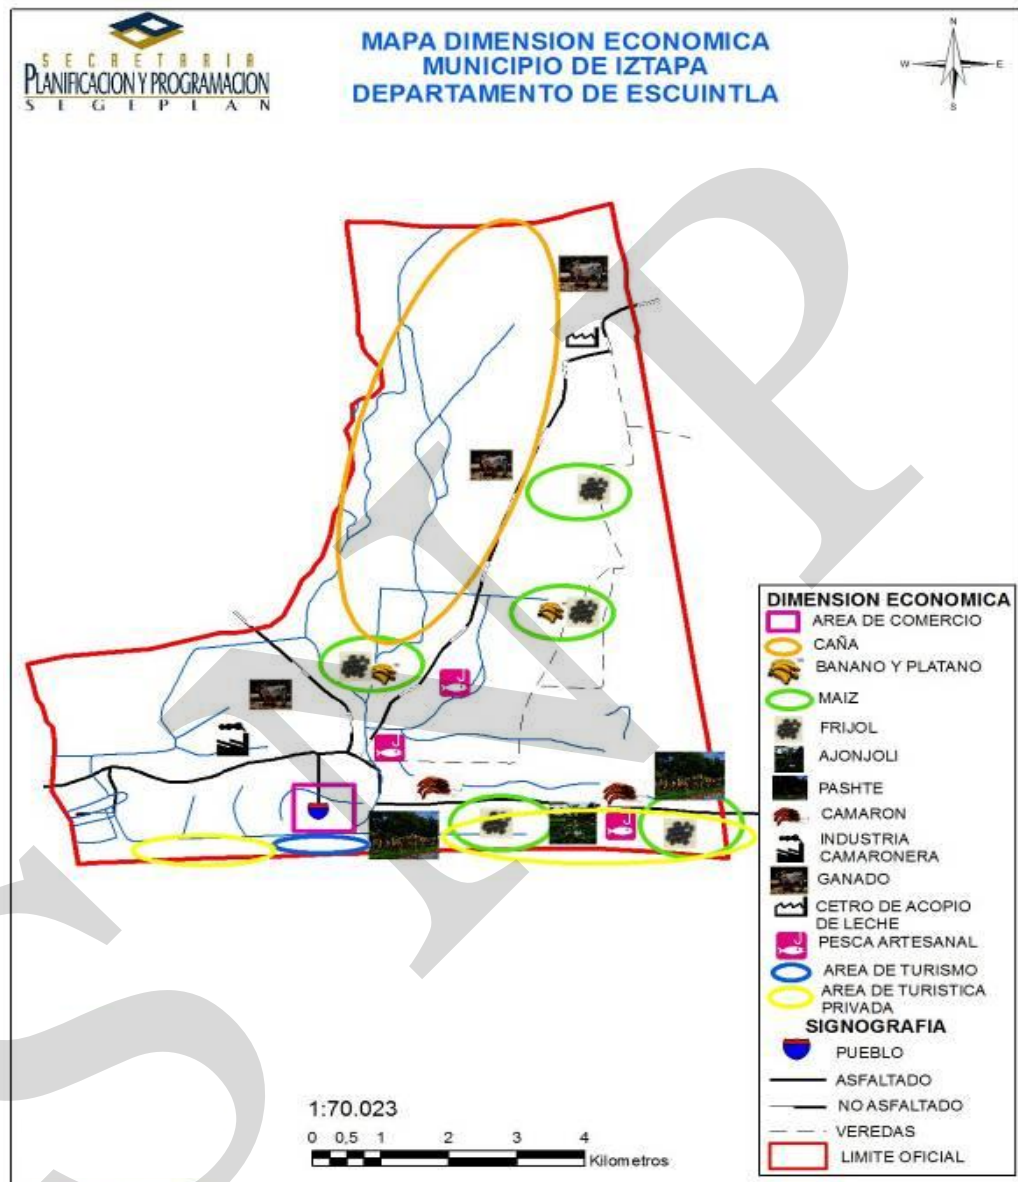 SECRETARIA
PLANIFICACION Y PROGRAMACION
SEGEPLAN
MAPA DIMENSION ECONOMICA
MUNICIPIO DE IZTAPA
DEPARTAMENTO DE ESCUINTLA
N
W
E
S
DIMENSION ECONOMICA
AREA DE COMERCIO
CAÑA
BANANO Y PLATANO
MAIZ
FRIJOL
AJONJOLI
PASHTE
CAMARON
INDUSTRIA
CAMARONERA
GANADO
CETRO DE ACOPIO
DE LECHE
PESCA ARTESANAL
AREA DE TURISMO
AREA DE TURISTICA
PRIVADA
SIGNOGRAFIA
PUEBLO
ASFALTADO
NO ASFALTADO
VEREDAS
LIMITE OFICIAL
1:70.023
0 0,5 1 2 3 4
Kilometros
SNYP